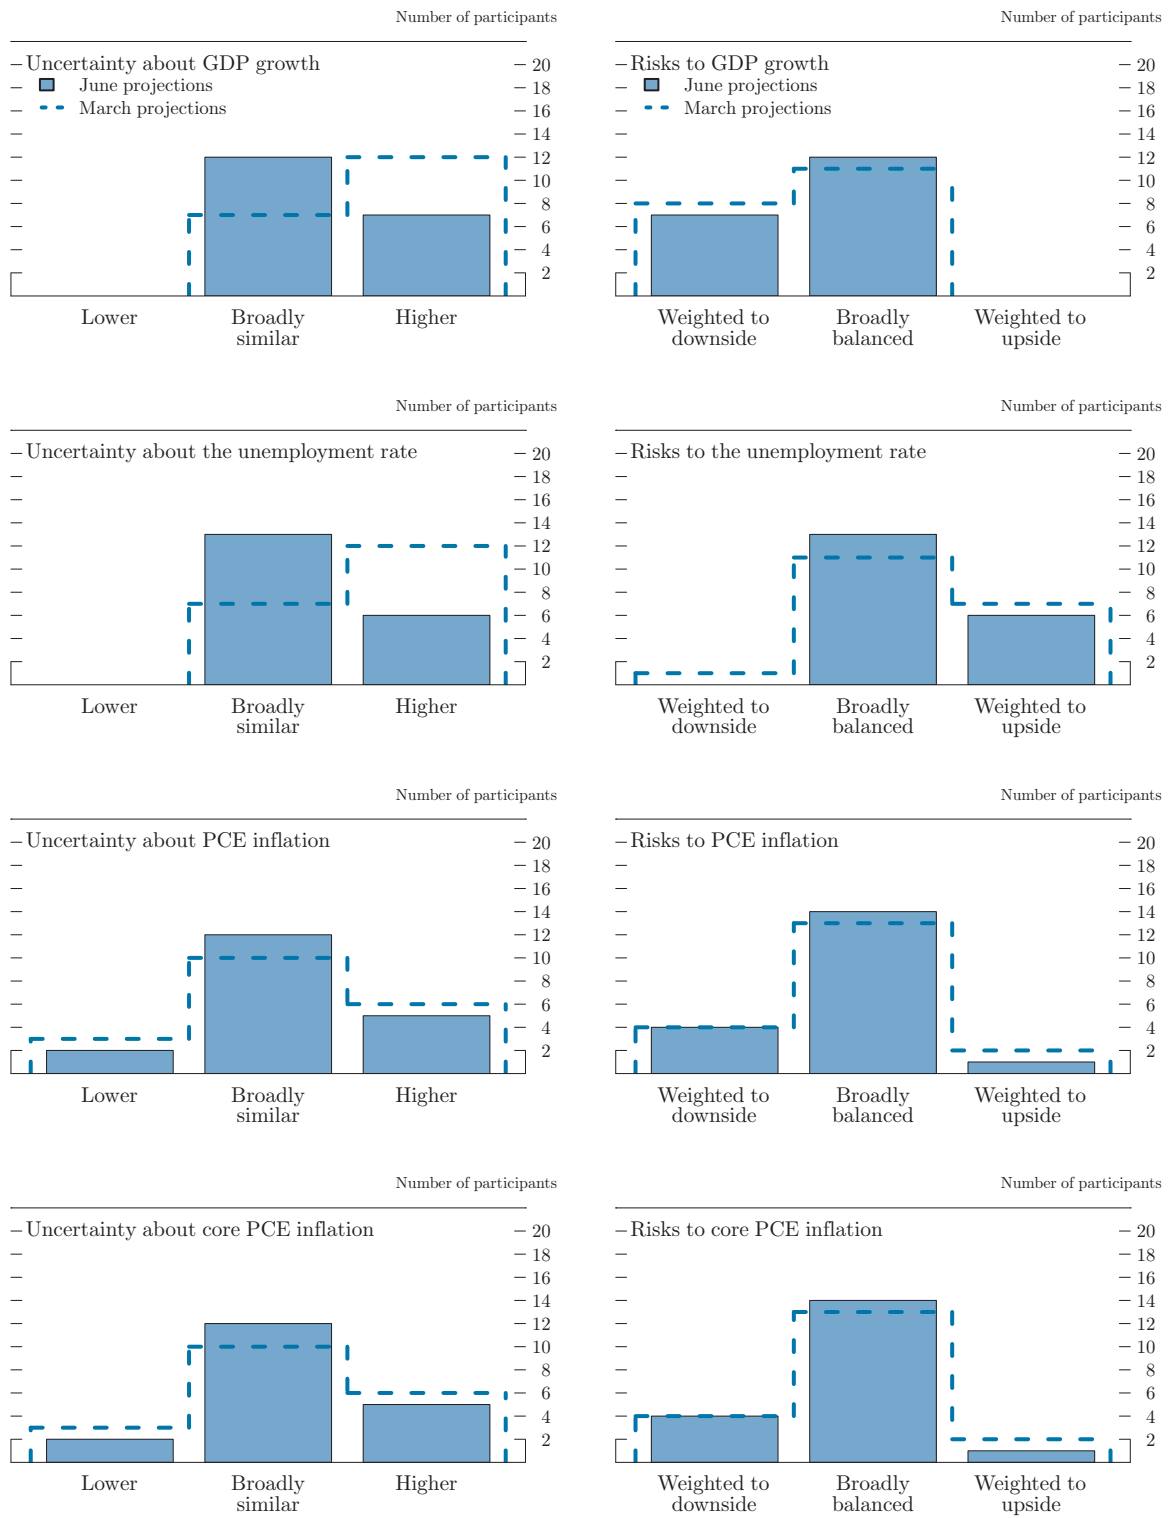 Number of participants
Uncertainty about GDP growth
June projections
March projections
20
18
16
14
12
10
8
6
4
2
Lower
Broadly
similar
Higher
Number of participants
Risks to GDP growth
June projections
March projections
20
18
16
14
12
10
8
6
4
2
Weighted to
downside
Broadly
balanced
Weighted to
upside
Number of participants
Uncertainty about the unemployment rate
20
18
16
14
12
10
8
6
4
2
Lower
Broadly
similar
Higher
Number of participants
Risks to the unemployment rate
20
18
16
14
12
10
8
6
4
2
Weighted to
downside
Broadly
balanced
Weighted to
upside
Number of participants
Uncertainty about PCE inflation
20
18
16
14
12
10
8
6
4
2
Lower
Broadly
similar
Higher
Number of participants
Risks to PCE inflation
20
18
16
14
12
10
8
6
4
2
Weighted to
downside
Broadly
balanced
Weighted to
upside
Number of participants
Uncertainty about core PCE inflation
20
18
16
14
12
10
8
6
4
2
Lower
Broadly
similar
Higher
Number of participants
Risks to core PCE inflation
20
18
16
14
12
10
8
6
4
2
Weighted to
downside
Broadly
balanced
Weighted to
upside